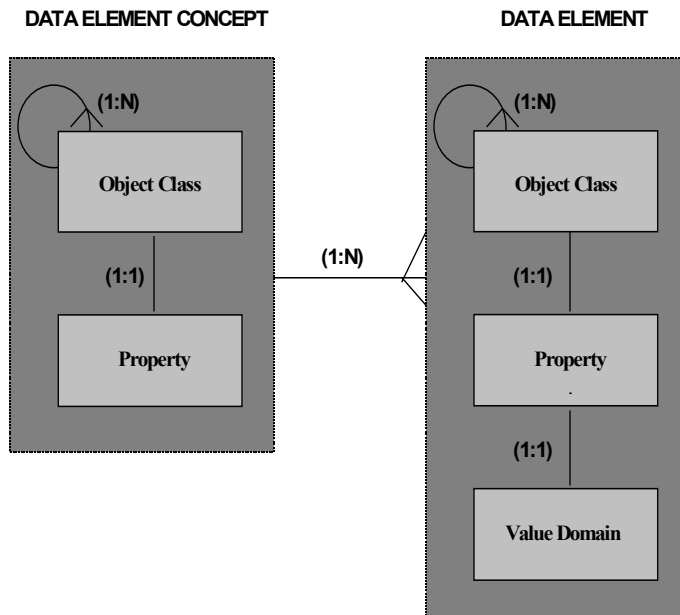 DATA ELEMENT CONCEPT
DATA ELEMENT
(1:N)
Object Class
(1:1)
Property
(1:N)
(1:N)
Object Class
(1:1)
Property
(1:1)
Value Domain